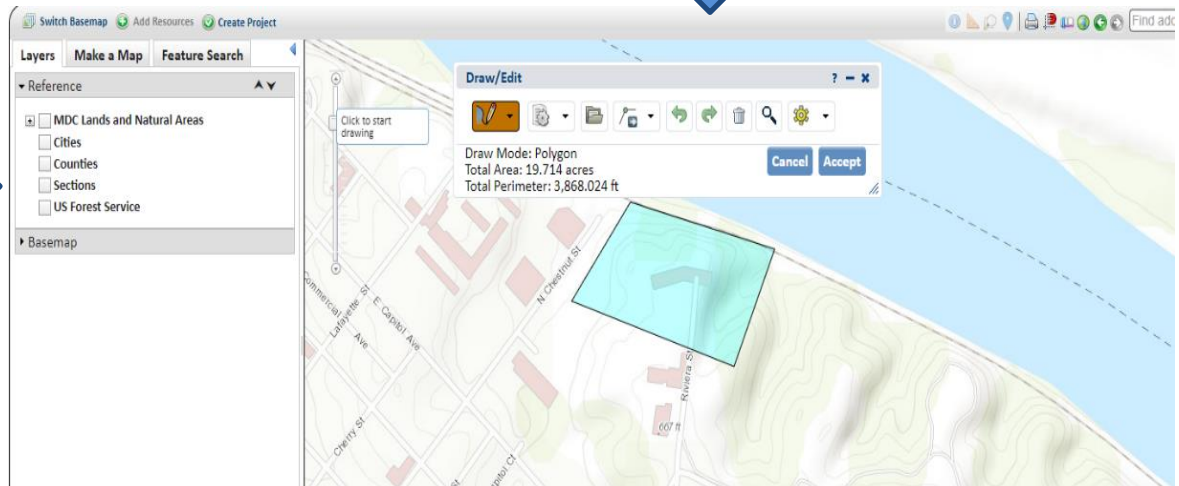 Switch Basemap Add Resources Create Project
Find add
Layers Make a Map Feature Search
Reference
MDC Lands and Natural Areas
Cities
Counties
Sections
US Forest Service
Basemap
Click to start
drawing
Draw/Edit ? – x
Draw Mode: Polygon
Total Area: 19.714 acres
Total Perimeter: 3,868.024 ft
Cancel Accept
N Chestnut St
Commercial Ave
Lafayette St
E Capitol Ave
Riviera St
667 ft
Cherry St
apitol Ct